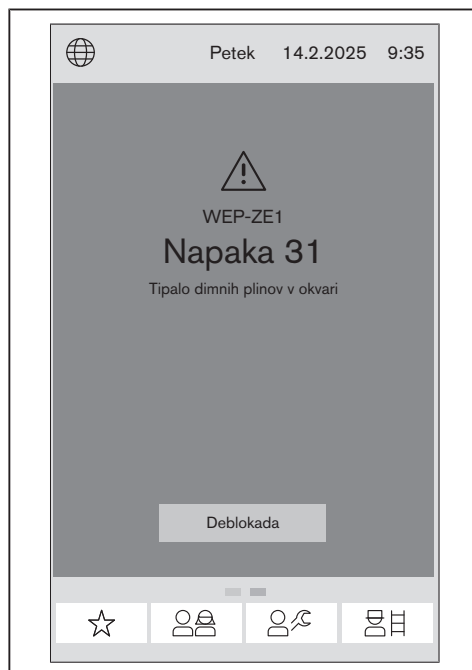 Petek 14.2.2025 9:35
WEP-ZE1
Napaka 31
Tipalo dimnih plinov v okvari
Deblokada